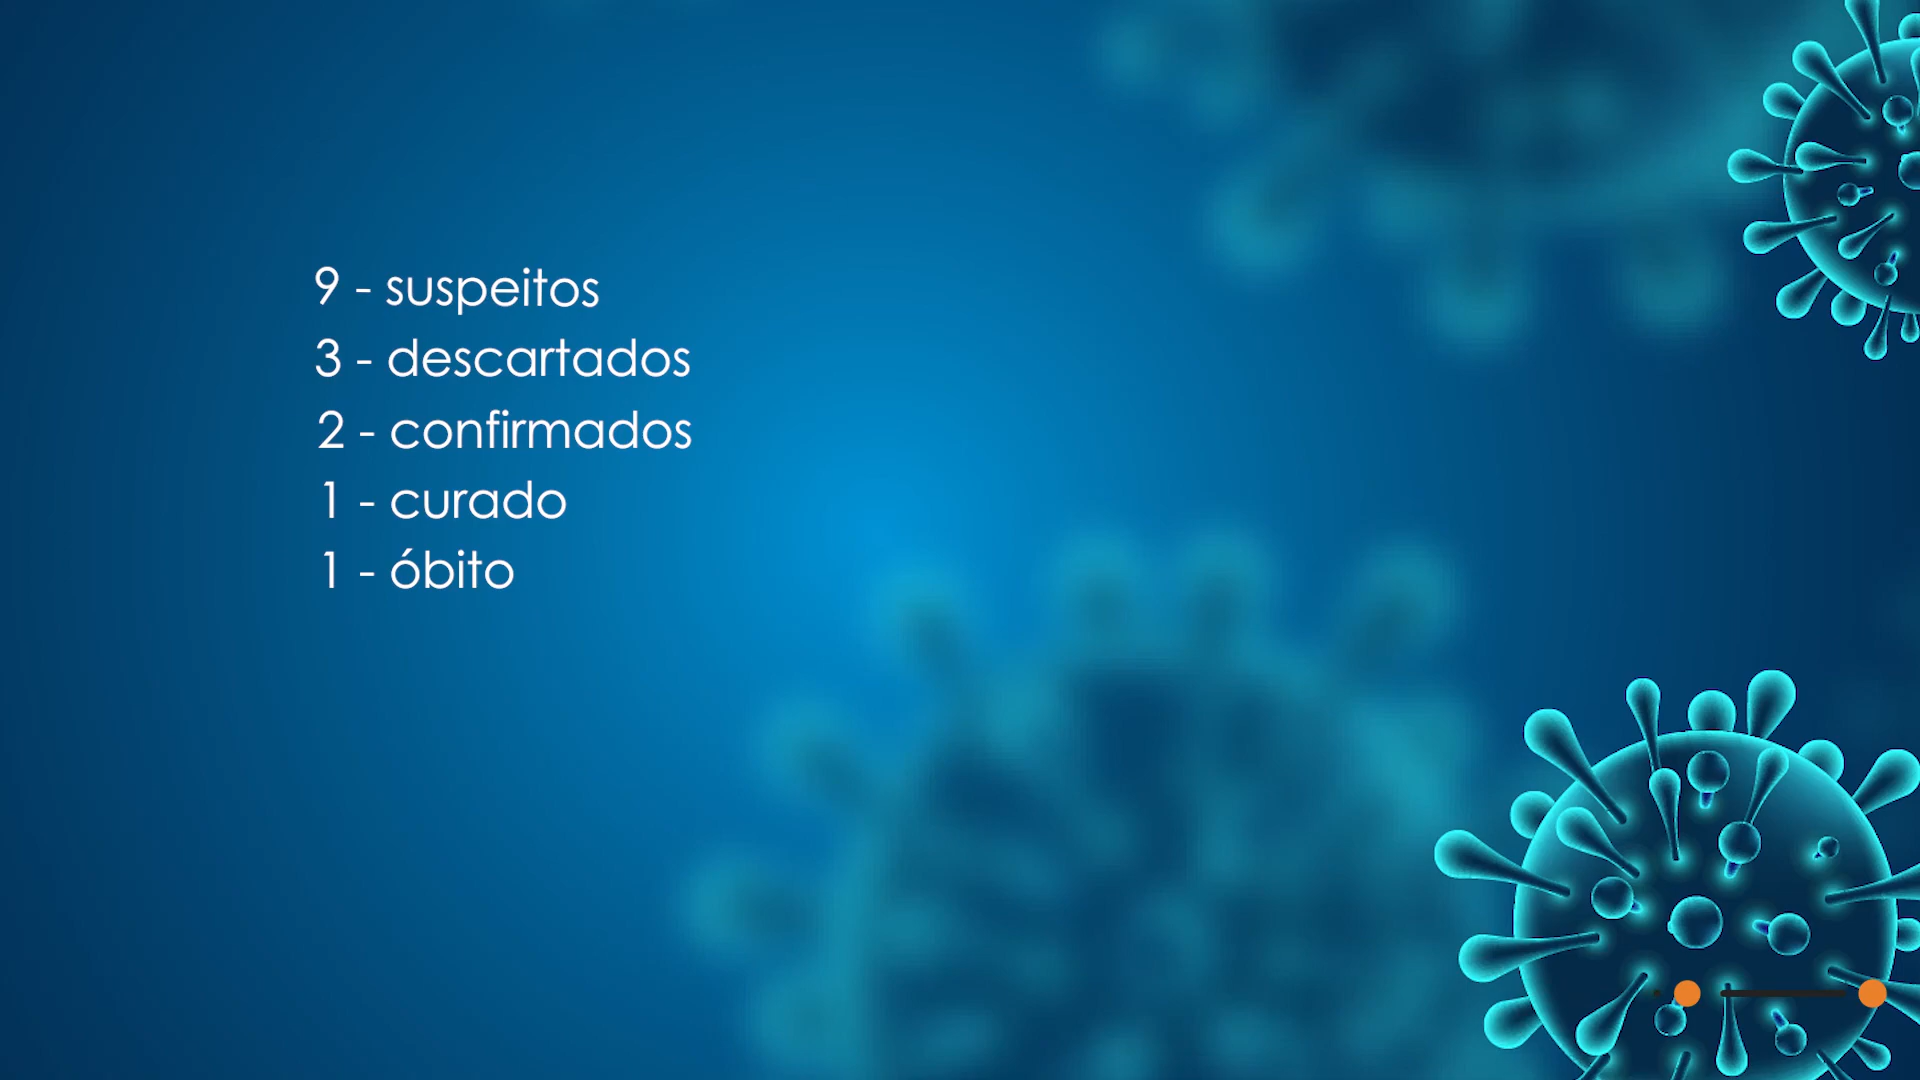 9 - suspeitos
3 - descartados
2 - confirmados
1 - curado
1 - óbito